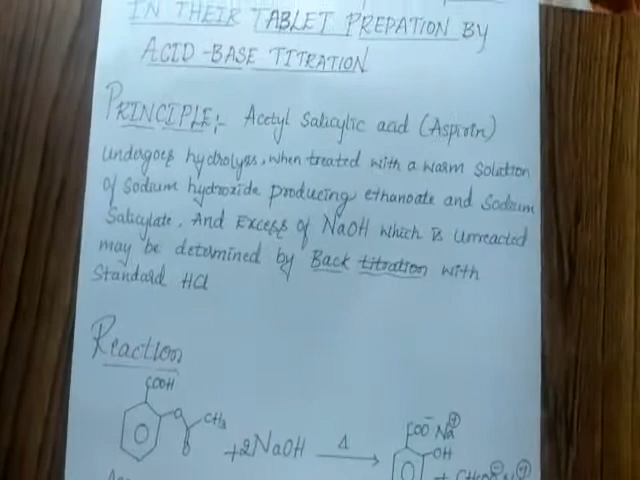 IN THEIR TABLET PREPATION BY
ACID-BASE TITRATION
PRINCIPLE:- Acetyl Salicylic acid (Aspirin)
undergoes hydrolysis, when treated with a warm solution
of Sodium hydroxide producing ethanoate and Sodium
Salicylate. And Excess of NaOH which is unreacted
may be determined by Back titration with
Standard HCl
Reaction
COOH
O CH3
O
+2NaOH Δ
COO⁻ Na⊕
OH